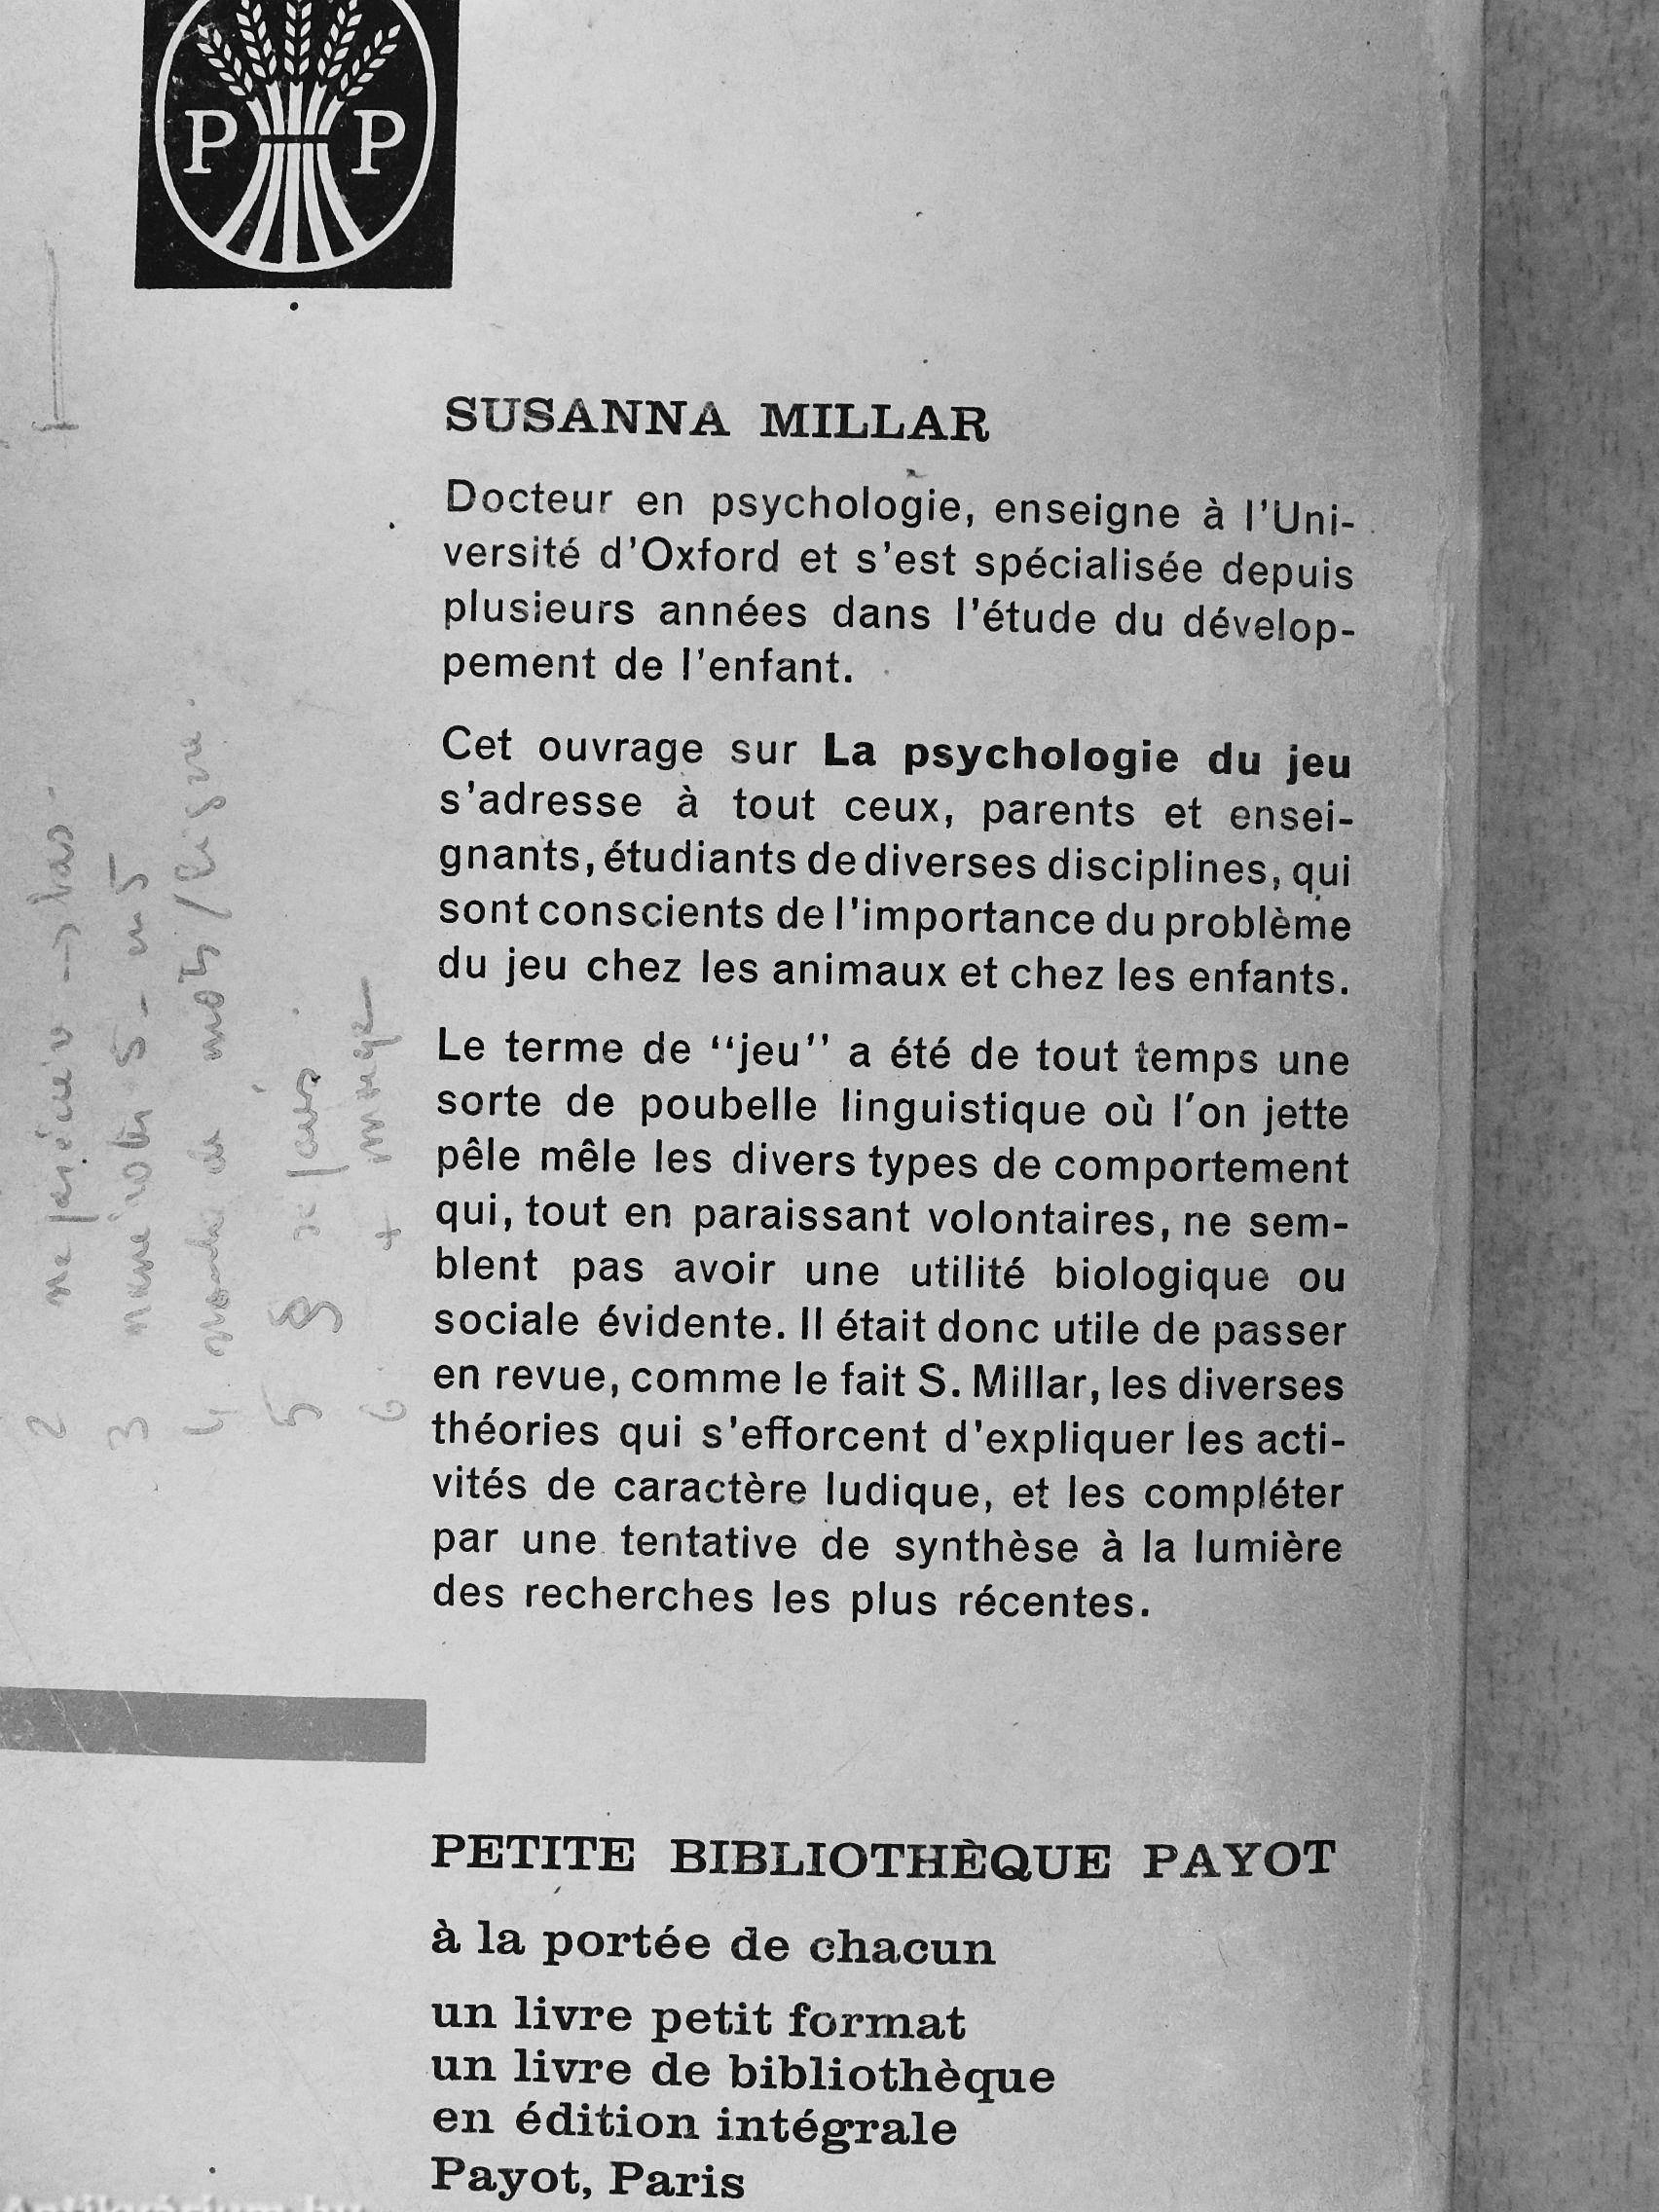 P P
SUSANNA MILLAR
Docteur en psychologie, enseigne à l'Uni-
versité d'Oxford et s'est spécialisée depuis
plusieurs années dans l'étude du dévelop-
pement de l'enfant.
Cet ouvrage sur La psychologie du jeu
s'adresse à tout ceux, parents et ensei-
gnants, étudiants de diverses disciplines, qui
sont conscients de l'importance du problème
du jeu chez les animaux et chez les enfants.
Le terme de "jeu" a été de tout temps une
sorte de poubelle linguistique où l'on jette
pêle mêle les divers types de comportement
qui, tout en paraissant volontaires, ne sem-
blent pas avoir une utilité biologique ou
sociale évidente. Il était donc utile de passer
en revue, comme le fait S. Millar, les diverses
théories qui s'efforcent d'expliquer les acti-
vités de caractère ludique, et les compléter
par une tentative de synthèse à la lumière
des recherches les plus récentes.
PETITE BIBLIOTHÈQUE PAYOT
à la portée de chacun
un livre petit format
un livre de bibliothèque
en édition intégrale
Payot, Paris
2
3
4 mots/ligne.
5 §
6 + marge